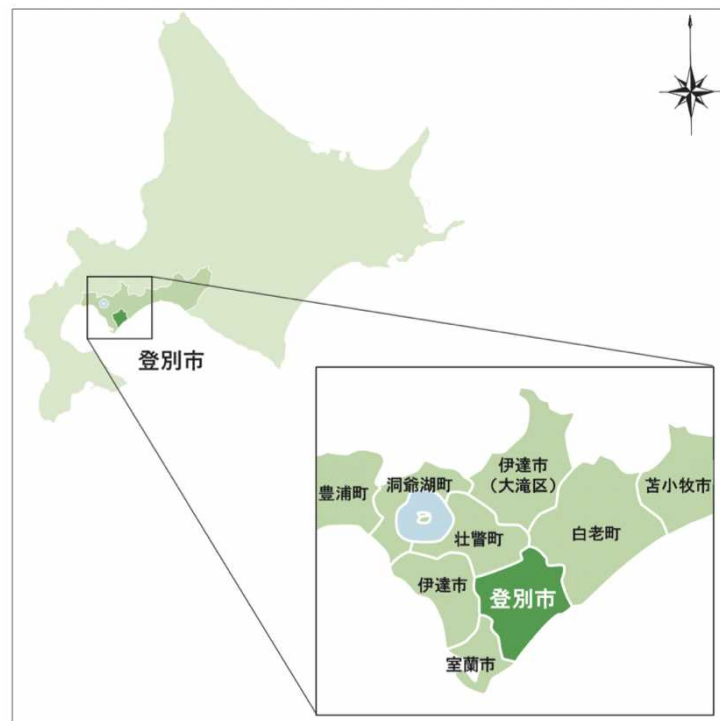 登別市
伊達市
(大滝区)
苫小牧市
豊浦町
洞爺湖町
白老町
壮瞥町
伊達市
登別市
室蘭市